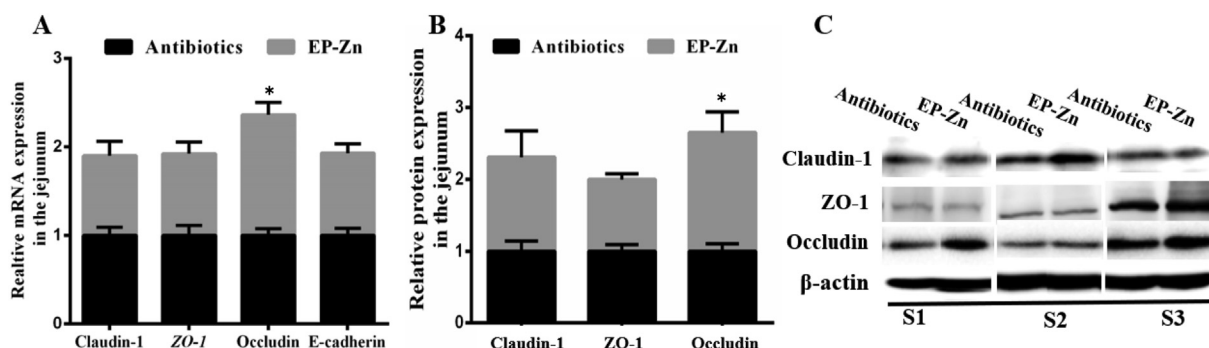 A
Antibiotics EP-Zn
Realtive mRNA expression
in the jejunum
3
2
1
0
*
Claudin-1 ZO-1 Occludin E-cadherin
B
Antibiotics EP-Zn
Relative protein expression
in the jejunum
4
3
2
1
0
*
Claudin-1 ZO-1 Occludin
C
Antibiotics EP-Zn Antibiotics EP-Zn Antibiotics EP-Zn
Claudin-1
ZO-1
Occludin
β-actin
S1 S2 S3